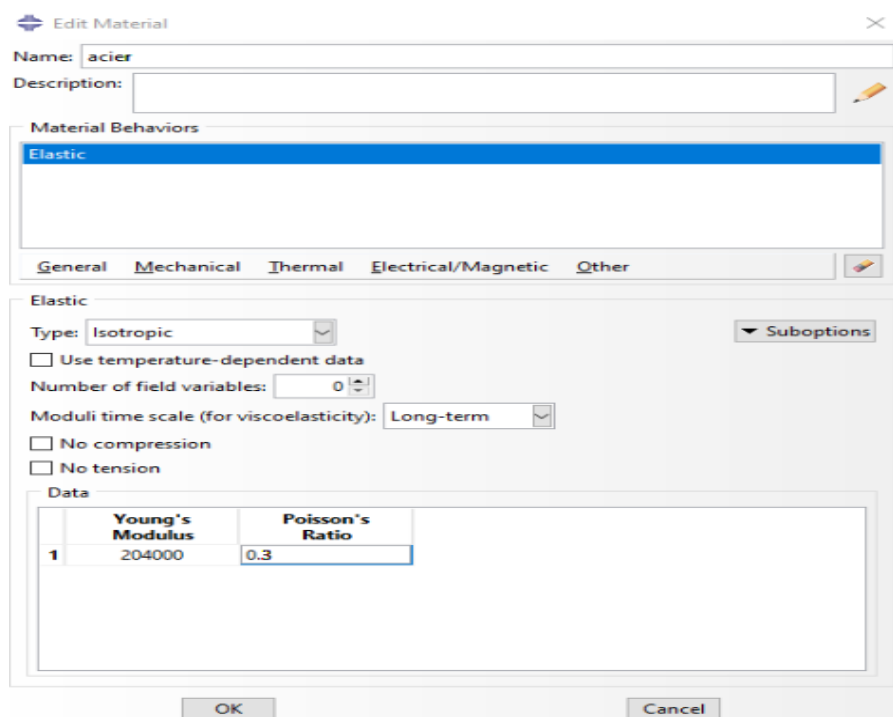 Edit Material
Name: acier
Description:
Material Behaviors
Elastic
General Mechanical Thermal Electrical/Magnetic Other
Elastic
Type: Isotropic
Suboptions
Use temperature-dependent data
Number of field variables: 0
Moduli time scale (for viscoelasticity): Long-term
No compression
No tension
Data
Young's Poisson's
Modulus Ratio
1 204000 0.3
OK Cancel